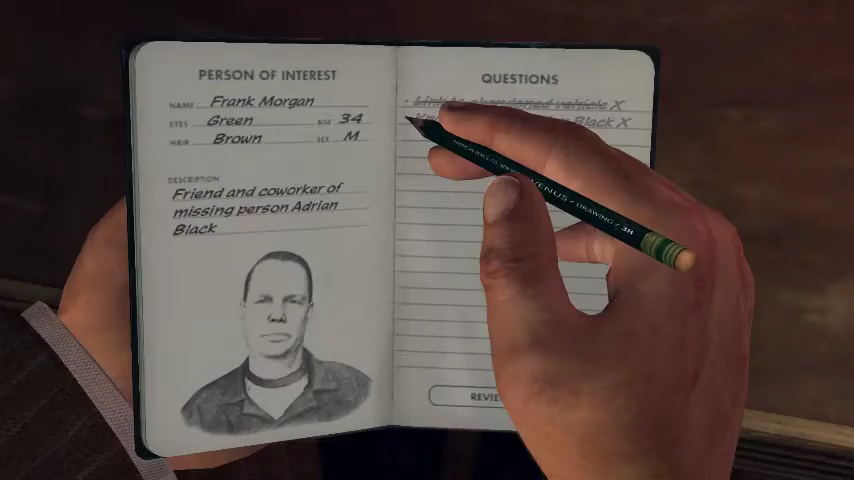 PERSON OF INTEREST
NAME Frank Morgan
EYES Green AGE 34
HAIR Brown SEX M
DESCRIPTION
Friend and coworker of
missing person Adrian
Black
QUESTIONS
Link to abandoned vehicle X
Black X
VENUS DRAWING 3H